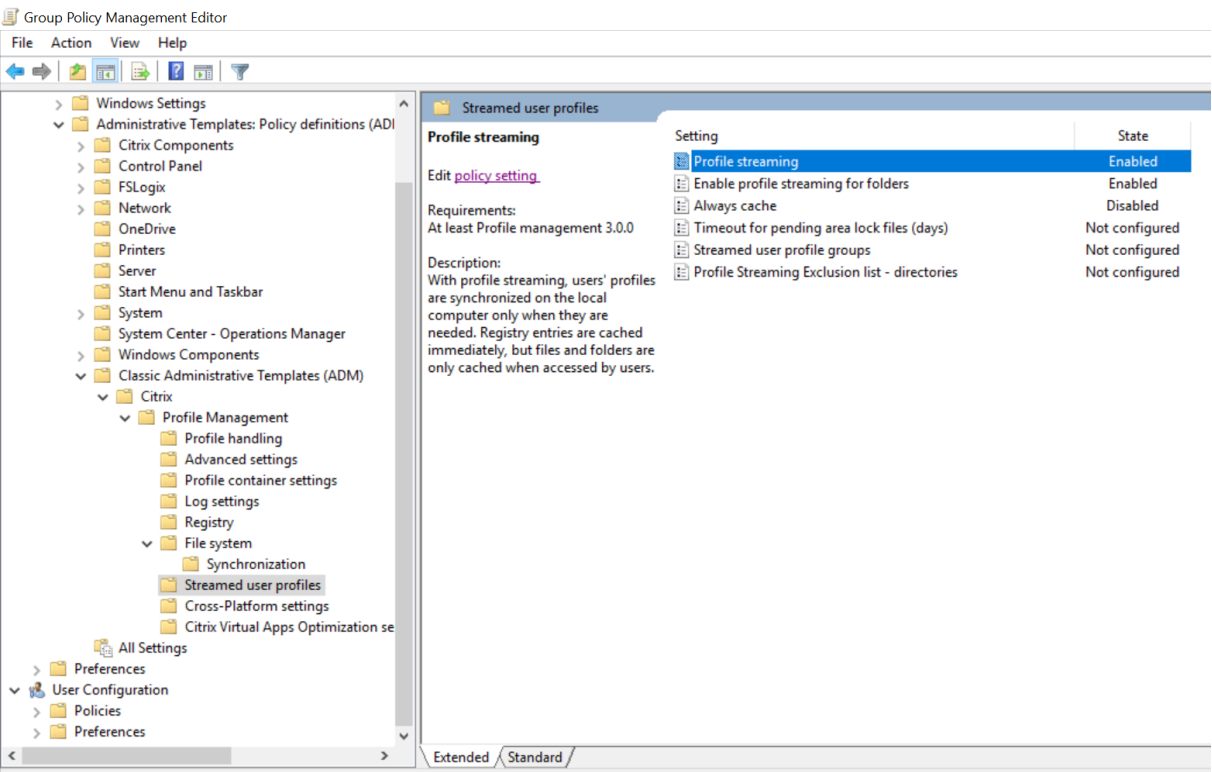 Group Policy Management Editor
File Action View Help
Windows Settings
Administrative Templates: Policy definitions (ADI
Citrix Components
Control Panel
FSLogix
Network
OneDrive
Printers
Server
Start Menu and Taskbar
System
System Center - Operations Manager
Windows Components
Classic Administrative Templates (ADM)
Citrix
Profile Management
Profile handling
Advanced settings
Profile container settings
Log settings
Registry
File system
Synchronization
Streamed user profiles
Cross-Platform settings
Citrix Virtual Apps Optimization se
All Settings
Preferences
User Configuration
Policies
Preferences
Streamed user profiles
Profile streaming
Edit policy setting
Requirements:
At least Profile management 3.0.0
Description:
With profile streaming, users' profiles
are synchronized on the local
computer only when they are
needed. Registry entries are cached
immediately, but files and folders are
only cached when accessed by users.
Setting State
Profile streaming Enabled
Enable profile streaming for folders Enabled
Always cache Disabled
Timeout for pending area lock files (days) Not configured
Streamed user profile groups Not configured
Profile Streaming Exclusion list - directories Not configured
Extended Standard